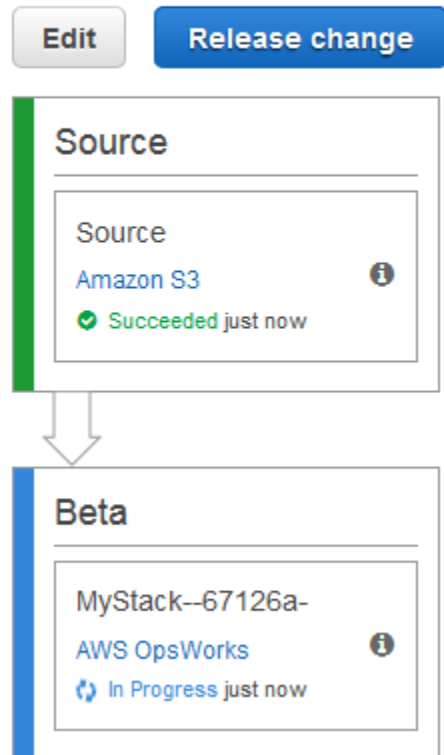 Edit Release change
Source
Source
Amazon S3
Succeeded just now
Beta
MyStack--67126a-
AWS OpsWorks
In Progress just now